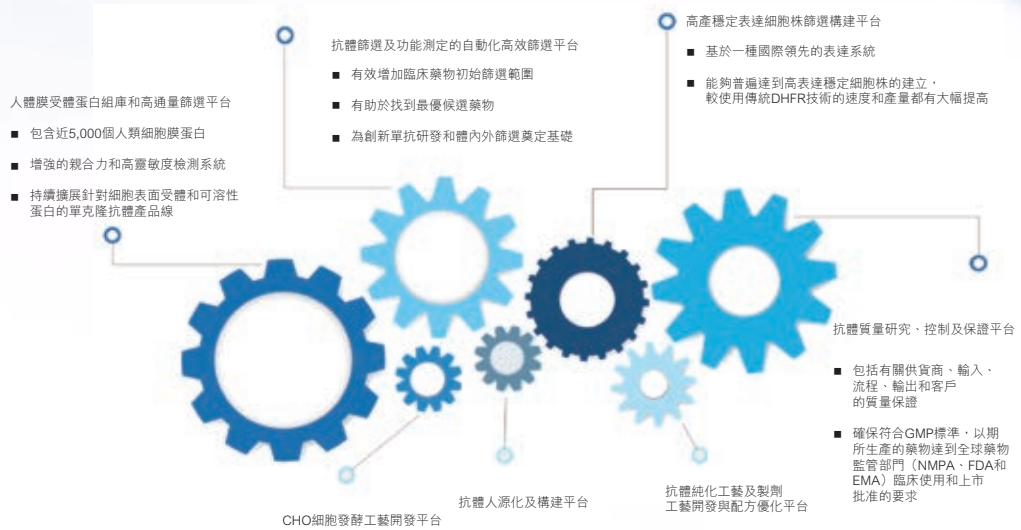 人體膜受體蛋白組庫和高通量篩選平台
■ 包含近5,000個人類細胞膜蛋白
■ 增強的親合力和高靈敏度檢測系統
■ 持續擴展針對細胞表面受體和可溶性
蛋白的單克隆抗體產品線
抗體篩選及功能測定的自動化高效篩選平台
■ 有效增加臨床藥物初始篩選範圍
■ 有助於找到最優候選藥物
■ 為創新單抗研發和體內外篩選奠定基礎
高產穩定表達細胞株篩選構建平台
■ 基於一種國際領先的表達系統
■ 能夠普遍達到高表達穩定細胞株的建立，
較使用傳統DHFR技術的速度和產量都有大幅提高
抗體質量研究、控制及保證平台
■ 包括有關供貨商、輸入、
流程、輸出和客戶
的質量保證
■ 確保符合GMP標準，以期
所生產的藥物達到全球藥物
監管部門（NMPA、FDA和
EMA）臨床使用和上市
批准的要求
CHO細胞發酵工藝開發平台
抗體人源化及構建平台
抗體純化工藝及製劑
工藝開發與配方優化平台